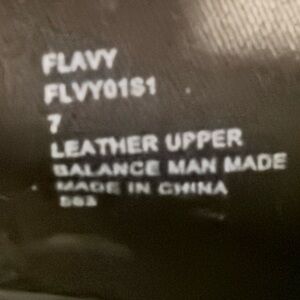 FLAVY
FLVY01S1
7
LEATHER UPPER
BALANCE MAN MADE
MADE IN CHINA